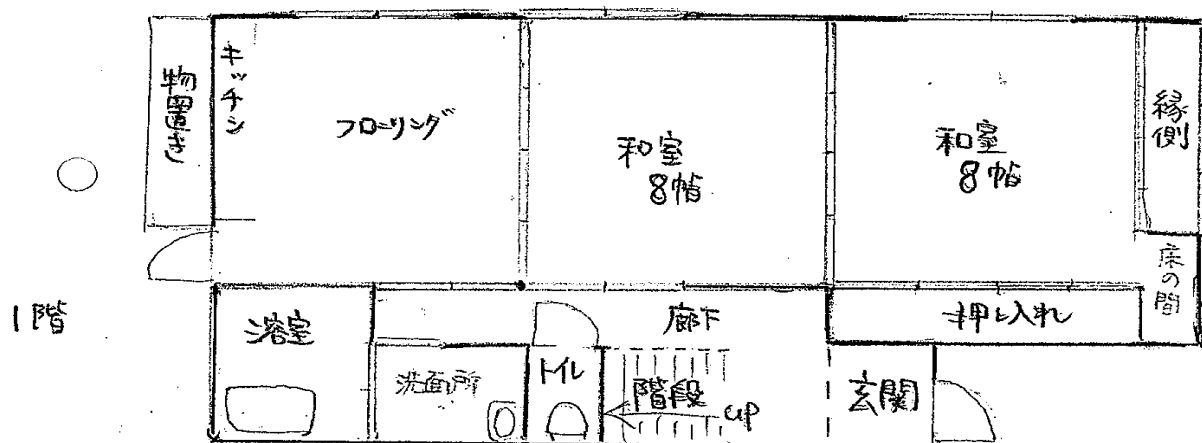 物置き
キッチン
フローリング
和室
8帖
和室
8帖
縁側
床の間
1階
浴室
洗面所
トイレ
廊下
階段
up
押し入れ
玄関